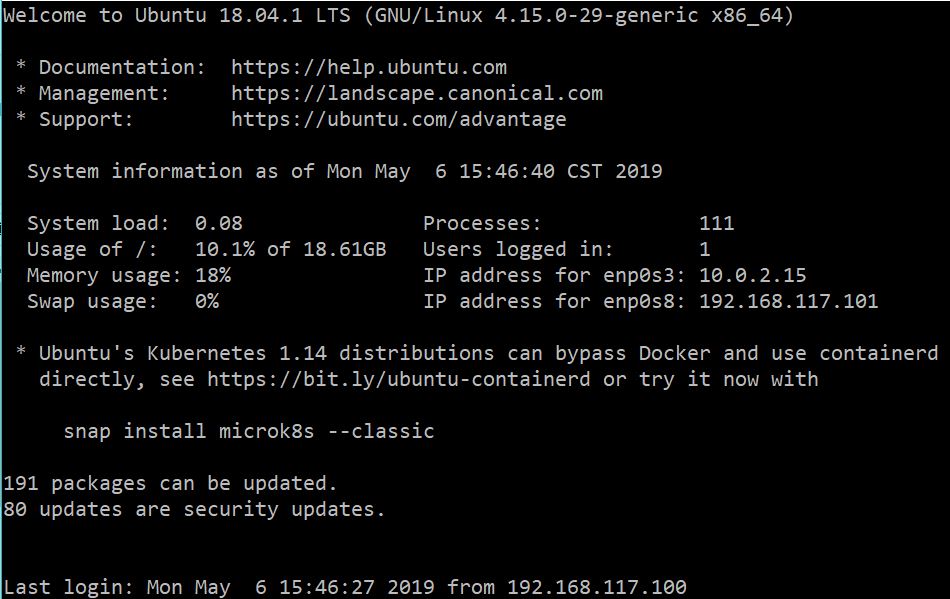 Welcome to Ubuntu 18.04.1 LTS (GNU/Linux 4.15.0-29-generic x86_64)
* Documentation:  https://help.ubuntu.com
* Management:     https://landscape.canonical.com
* Support:        https://ubuntu.com/advantage
System information as of Mon May  6 15:46:40 CST 2019
System load:  0.08               Processes:             111
Usage of /:   10.1% of 18.61GB   Users logged in:       1
Memory usage: 18%                IP address for enp0s3: 10.0.2.15
Swap usage:   0%                 IP address for enp0s8: 192.168.117.101
* Ubuntu's Kubernetes 1.14 distributions can bypass Docker and use containerd
directly, see https://bit.ly/ubuntu-containerd or try it now with
snap install microk8s --classic
191 packages can be updated.
80 updates are security updates.
Last login: Mon May  6 15:46:27 2019 from 192.168.117.100